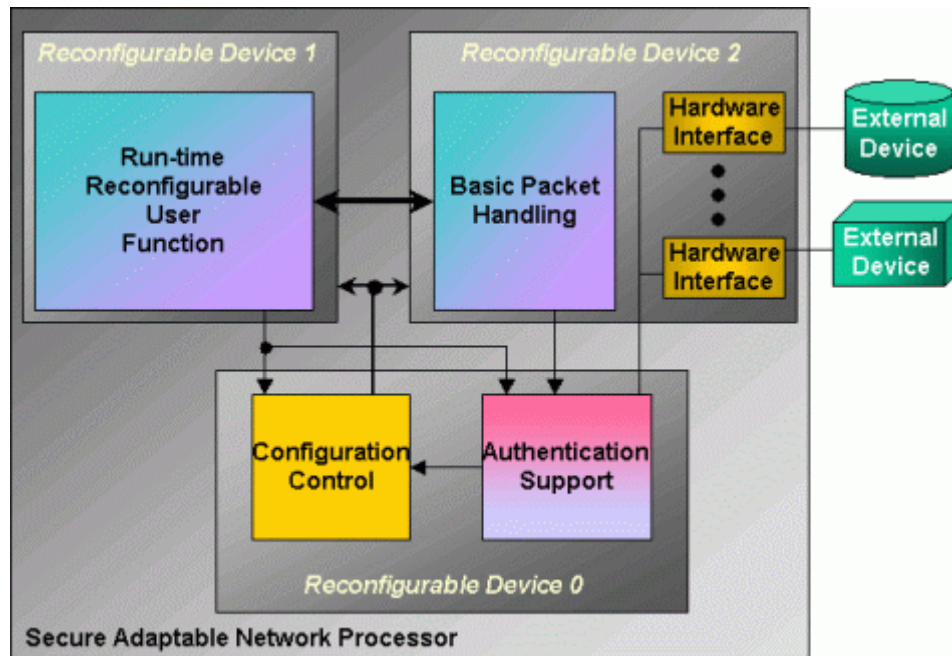 Reconfigurable Device 1
Run-time
Reconfigurable
User
Function
Reconfigurable Device 2
Basic Packet
Handling
Hardware
Interface
Hardware
Interface
External
Device
External
Device
Configuration
Control
Authentication
Support
Reconfigurable Device 0
Secure Adaptable Network Processor